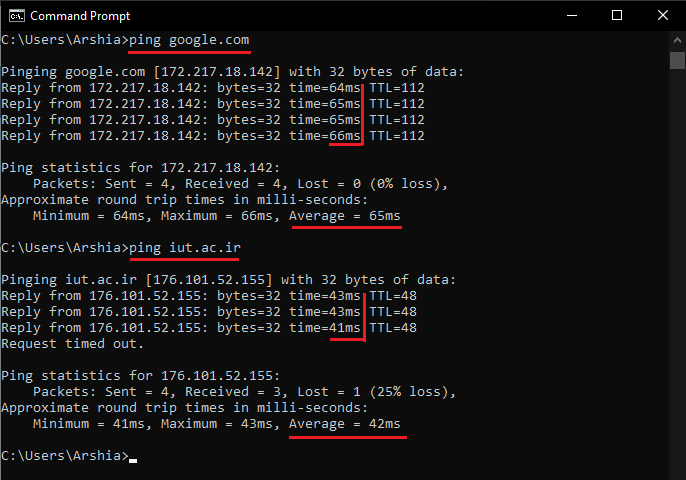 Command Prompt
C:\Users\Arshia>ping google.com
Pinging google.com [172.217.18.142] with 32 bytes of data:
Reply from 172.217.18.142: bytes=32 time=64ms TTL=112
Reply from 172.217.18.142: bytes=32 time=65ms TTL=112
Reply from 172.217.18.142: bytes=32 time=65ms TTL=112
Reply from 172.217.18.142: bytes=32 time=66ms TTL=112
Ping statistics for 172.217.18.142:
    Packets: Sent = 4, Received = 4, Lost = 0 (0% loss),
Approximate round trip times in milli-seconds:
    Minimum = 64ms, Maximum = 66ms, Average = 65ms
C:\Users\Arshia>ping iut.ac.ir
Pinging iut.ac.ir [176.101.52.155] with 32 bytes of data:
Reply from 176.101.52.155: bytes=32 time=43ms TTL=48
Reply from 176.101.52.155: bytes=32 time=43ms TTL=48
Reply from 176.101.52.155: bytes=32 time=41ms TTL=48
Request timed out.
Ping statistics for 176.101.52.155:
    Packets: Sent = 4, Received = 3, Lost = 1 (25% loss),
Approximate round trip times in milli-seconds:
    Minimum = 41ms, Maximum = 43ms, Average = 42ms
C:\Users\Arshia>